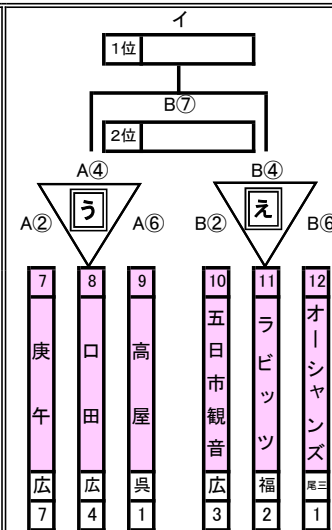 イ
1位
B⑦
2位
A④ B④
う え
A② A⑥ B② B⑥
7 8 9 10 11 12
庚午 口田 高屋 五日市観音 ラビッツ オーシャンズ
広 広 呉 広 福 尾三
7 4 1 3 2 1